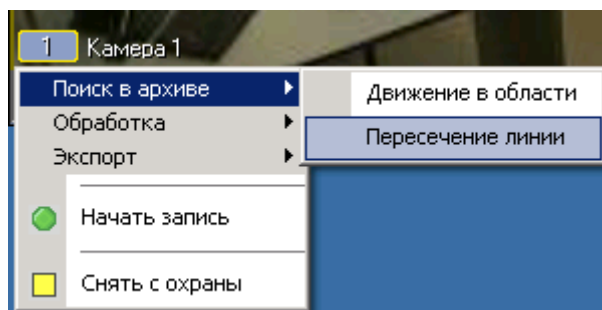 1 Камера 1
Поиск в архиве
Движение в области
Обработка
Пересечение линии
Экспорт
Начать запись
Снять с охраны